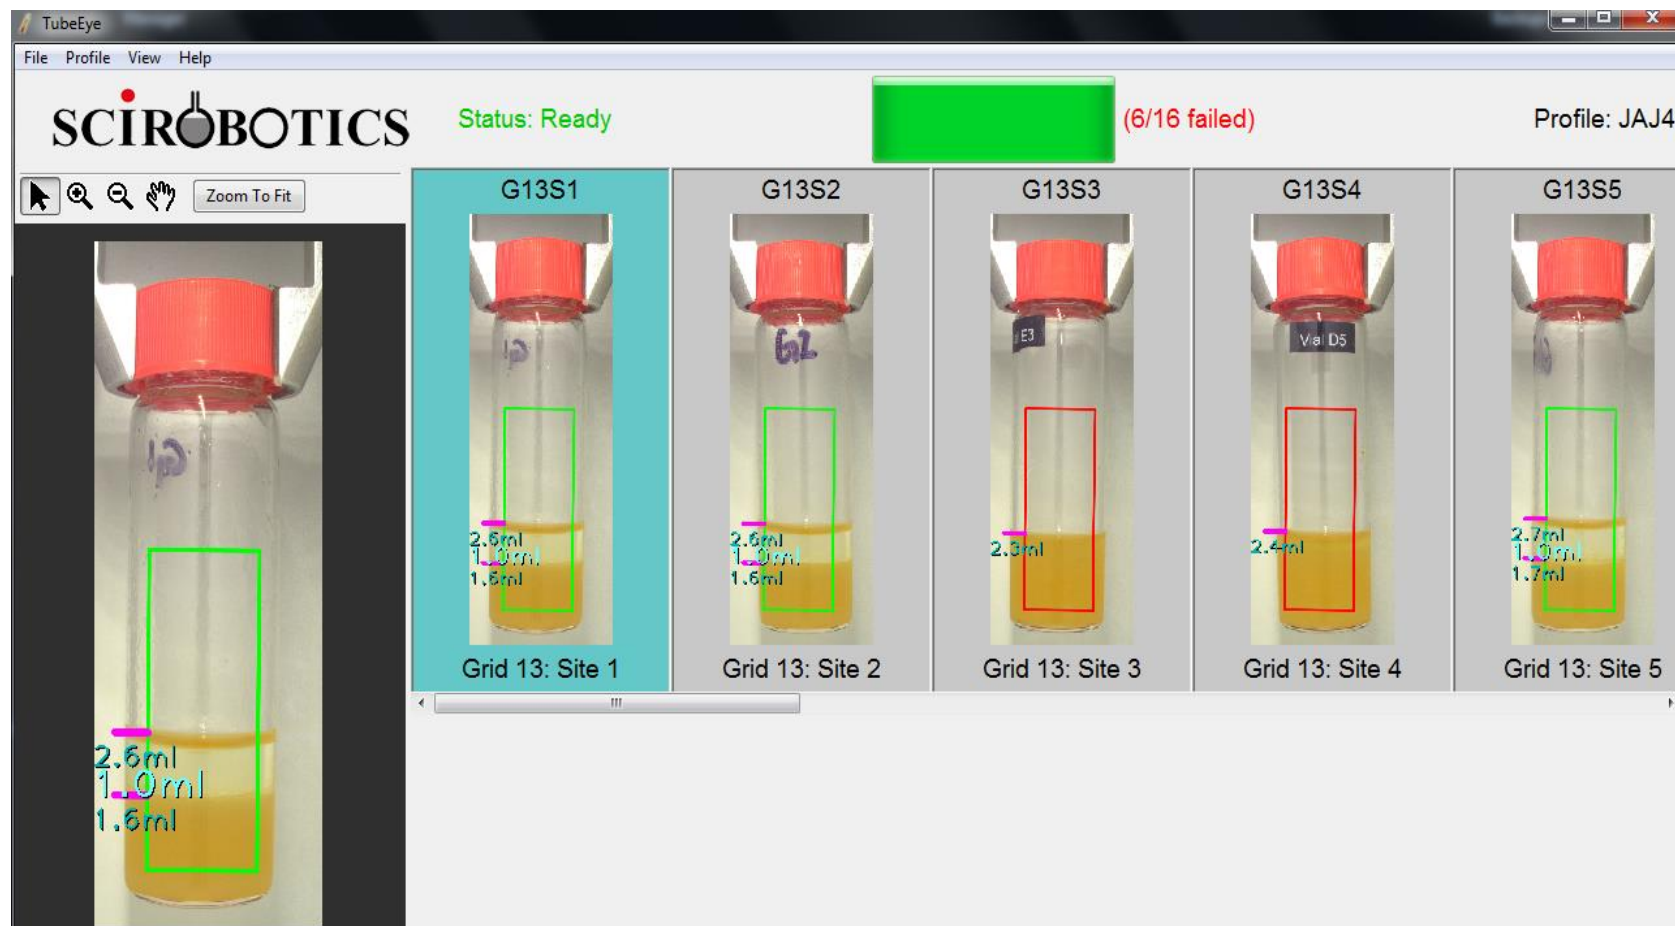 TubeEye
File Profile View Help
SCIROBOTICS
Status: Ready
(6/16 failed)
Profile: JAJ4
Zoom To Fit
2.6ml
1.0ml
1.6ml
G13S1
2.6ml
1.0ml
1.6ml
Grid 13: Site 1
G13S2
G2
2.6ml
1.0ml
1.6ml
Grid 13: Site 2
G13S3
E3
2.3ml
Grid 13: Site 3
G13S4
Vial D5
2.4ml
Grid 13: Site 4
G13S5
2.7ml
1.0ml
1.7ml
Grid 13: Site 5